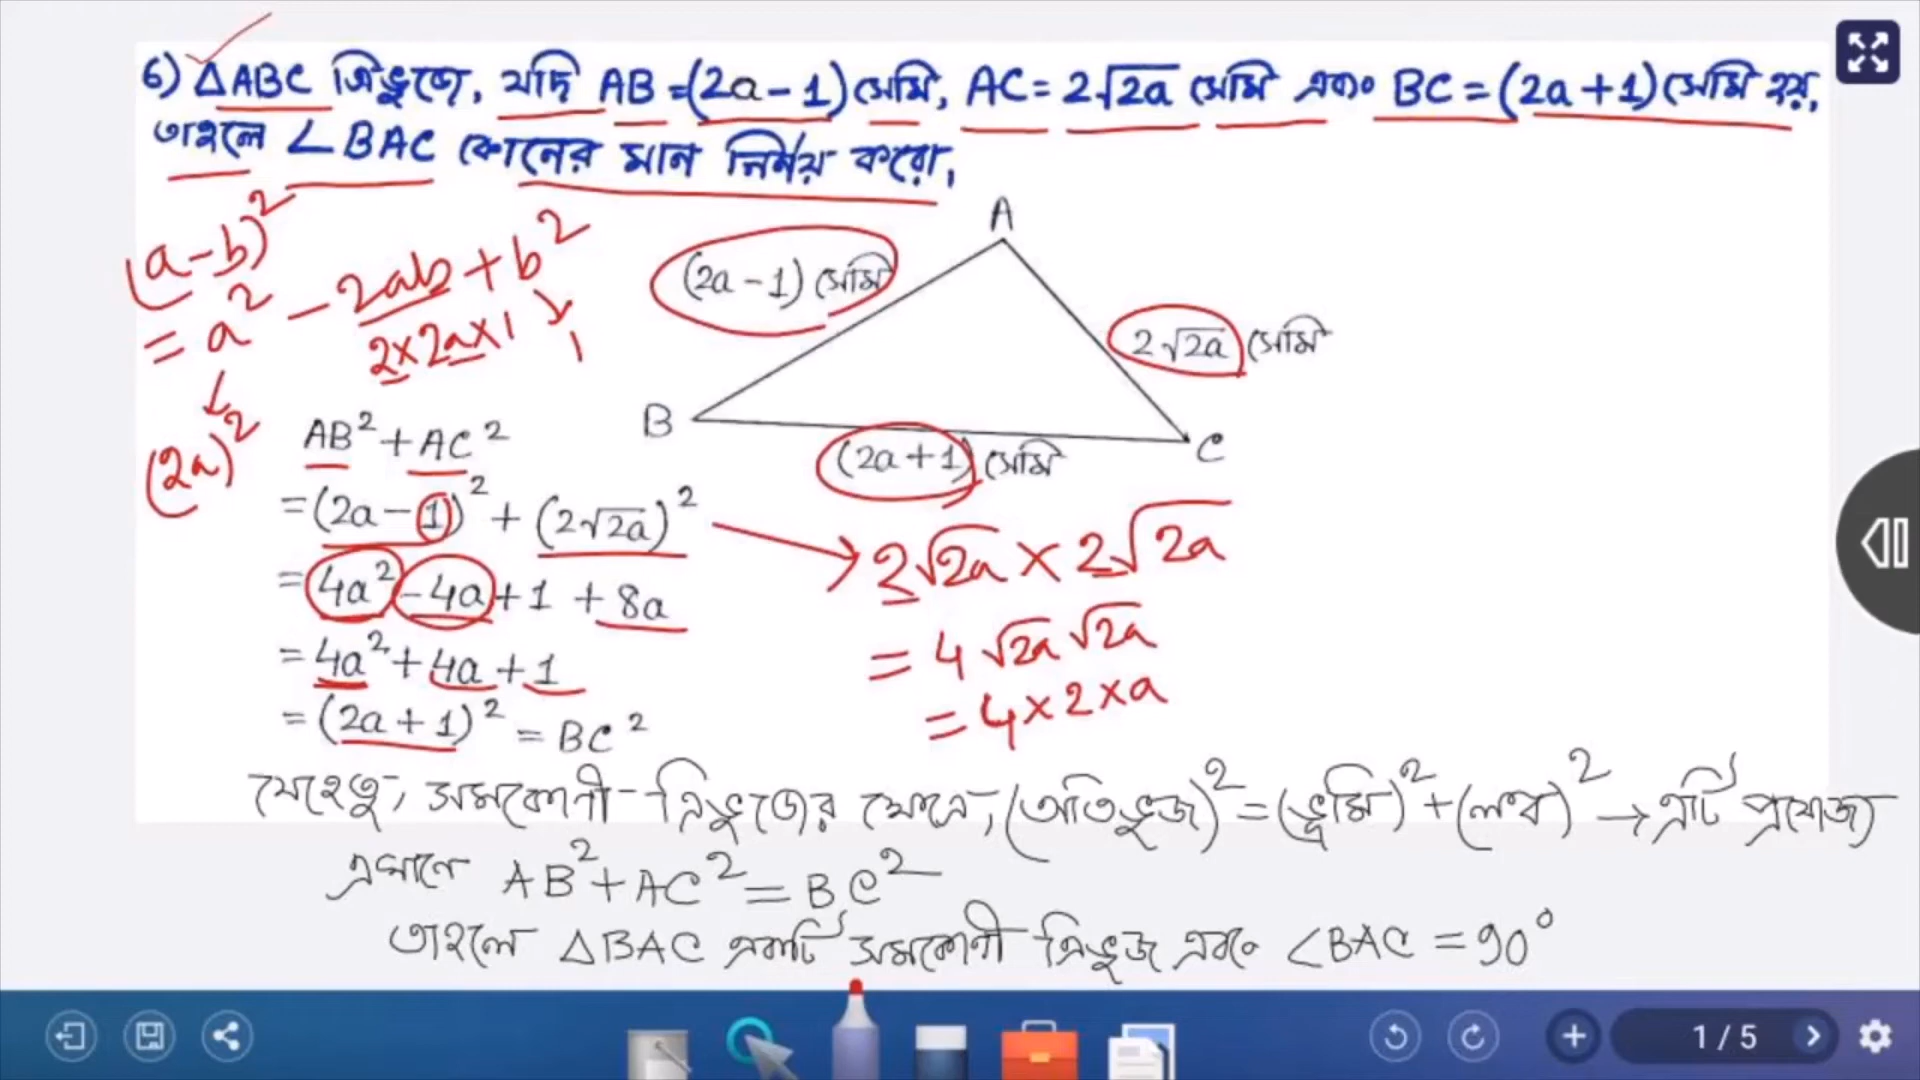 6) △ABC ত্রিভুজে, যদি AB=(2a-1) সেমি, AC= 2√2a সেমি এবং BC=(2a+1) সেমি হয়,
তাহলে ∠BAC কোনের মান নির্ণয় করো,
(a-b)²
= a² - 2ab + b²
2×2a×1
1
(2a)²
A
(2a-1) সেমি
2√2a সেমি
B
C
(2a+1) সেমি
AB²+AC²
=(2a-1)² + (2√2a)²
= 4a² -4a+1 +8a
= 4a²+4a+1
= (2a+1)² = BC²
2√2a × 2√2a
= 4 √2a √2a
= 4×2×a
যেহেতু, সমকোণী ত্রিভুজের ক্ষেত্রে, (অতিভুজ)²=(ভূমি)²+(লম্ব)² → এটি প্রযোজ্য
এখানে AB²+AC²=BC²
তাহলে △BAC একটি সমকোণী ত্রিভুজ এবং ∠BAC = 90°
1 / 5